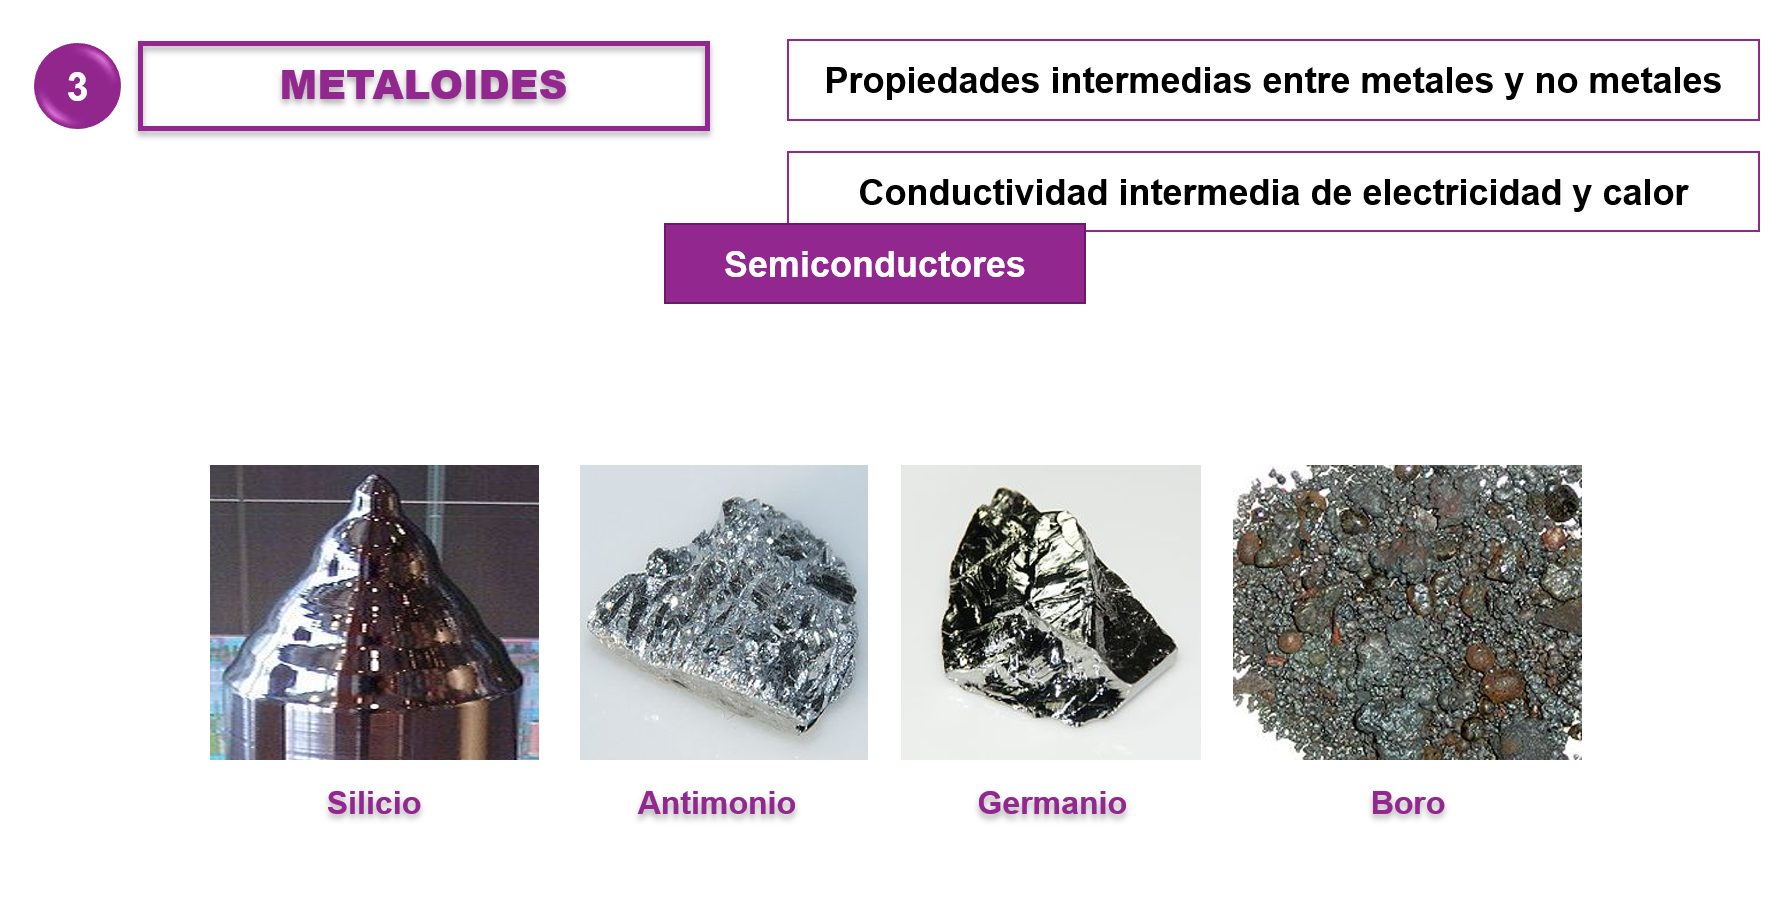 3
METALOIDES
Propiedades intermedias entre metales y no metales
Conductividad intermedia de electricidad y calor
Semiconductores
Silicio
Antimonio
Germanio
Boro